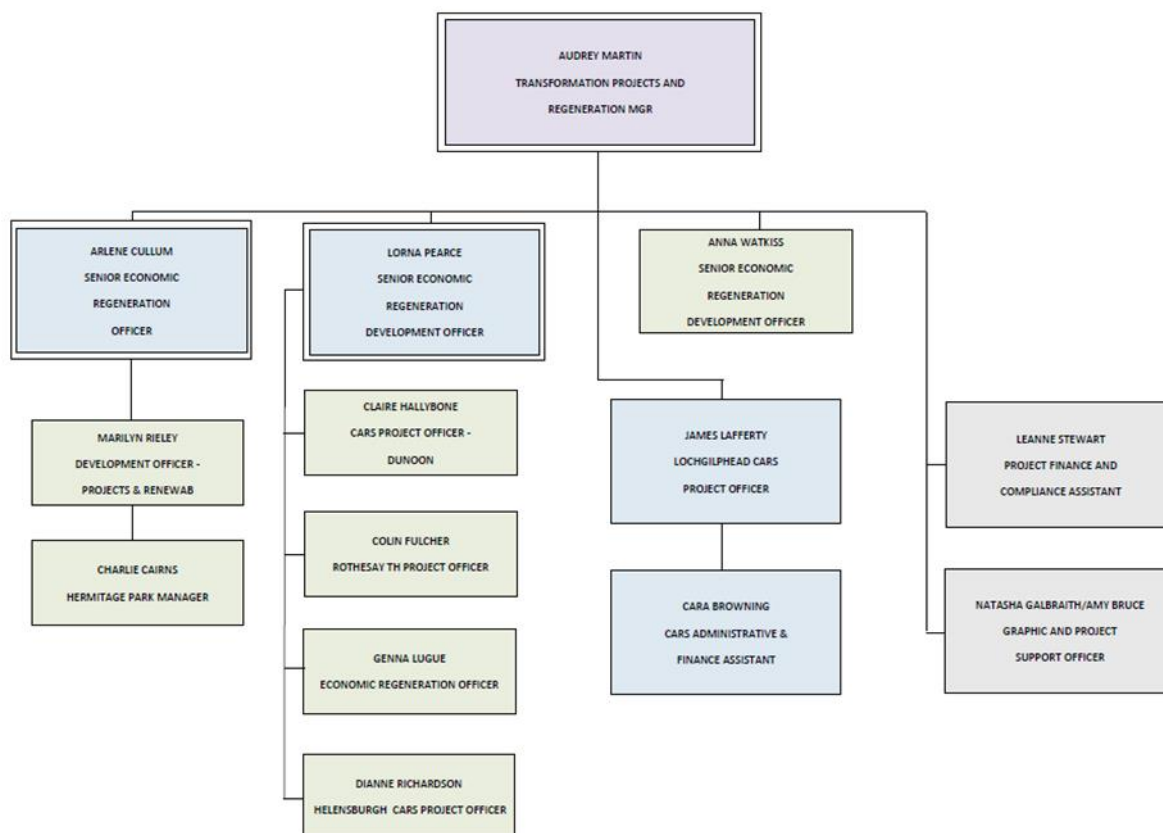 AUDREY MARTIN
TRANSFORMATION PROJECTS AND
REGENERATION MGR
ARLENE CULLUM
SENIOR ECONOMIC
REGENERATION
OFFICER
LORNA PEARCE
SENIOR ECONOMIC
REGENERATION
DEVELOPMENT OFFICER
ANNA WATKISS
SENIOR ECONOMIC
REGENERATION
DEVELOPMENT OFFICER
MARILYN RIELEY
DEVELOPMENT OFFICER -
PROJECTS & RENEWAB
CHARLIE CAIRNS
HERMITAGE PARK MANAGER
CLAIRE HALLYBONE
CARS PROJECT OFFICER -
DUNOON
COLIN FULCHER
ROTHESAY TH PROJECT OFFICER
GENNA LUGUE
ECONOMIC REGENERATION OFFICER
DIANNE RICHARDSON
HELENSBURGH CARS PROJECT OFFICER
JAMES LAFFERTY
LOCHGILPHEAD CARS
PROJECT OFFICER
CARA BROWNING
CARS ADMINISTRATIVE &
FINANCE ASSISTANT
LEANNE STEWART
PROJECT FINANCE AND
COMPLIANCE ASSISTANT
NATASHA GALBRAITH/AMY BRUCE
GRAPHIC AND PROJECT
SUPPORT OFFICER